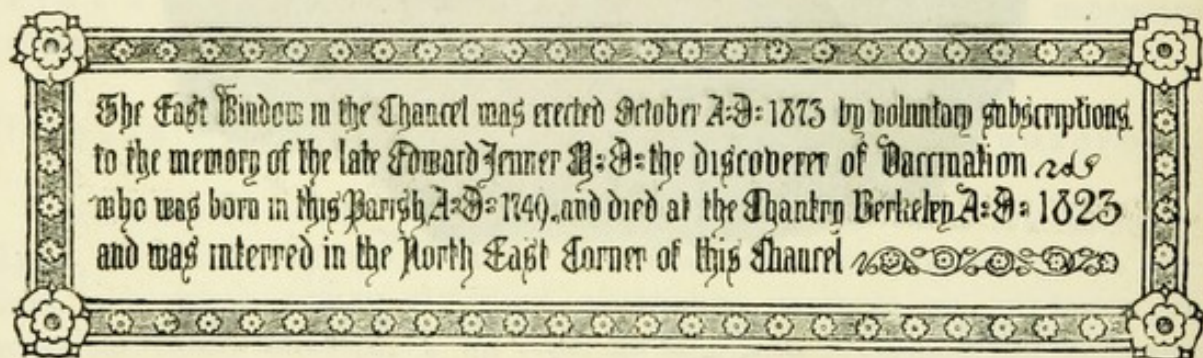 The East Window in the Chancel was erected October A:D: 1873 by voluntary subscriptions.
to the memory of the late Edward Jenner M:D: the discoverer of Vaccination
who was born in this Parish A:D: 1749, and died at the Chantry Berkeley A:D: 1823
and was interred in the North East Corner of this Chancel